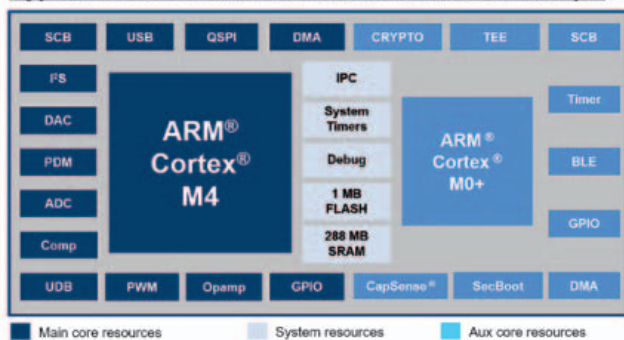 SCB USB QSPI DMA CRYPTO TEE SCB
I²S
DAC
PDM
ADC
Comp
ARM®
Cortex®
M4
IPC
System
Timers
Debug
1 MB
FLASH
288 MB
SRAM
ARM®
Cortex®
M0+
Timer
BLE
GPIO
UDB PWM Opamp GPIO CapSense® SecBoot DMA
Main core resources System resources Aux core resources